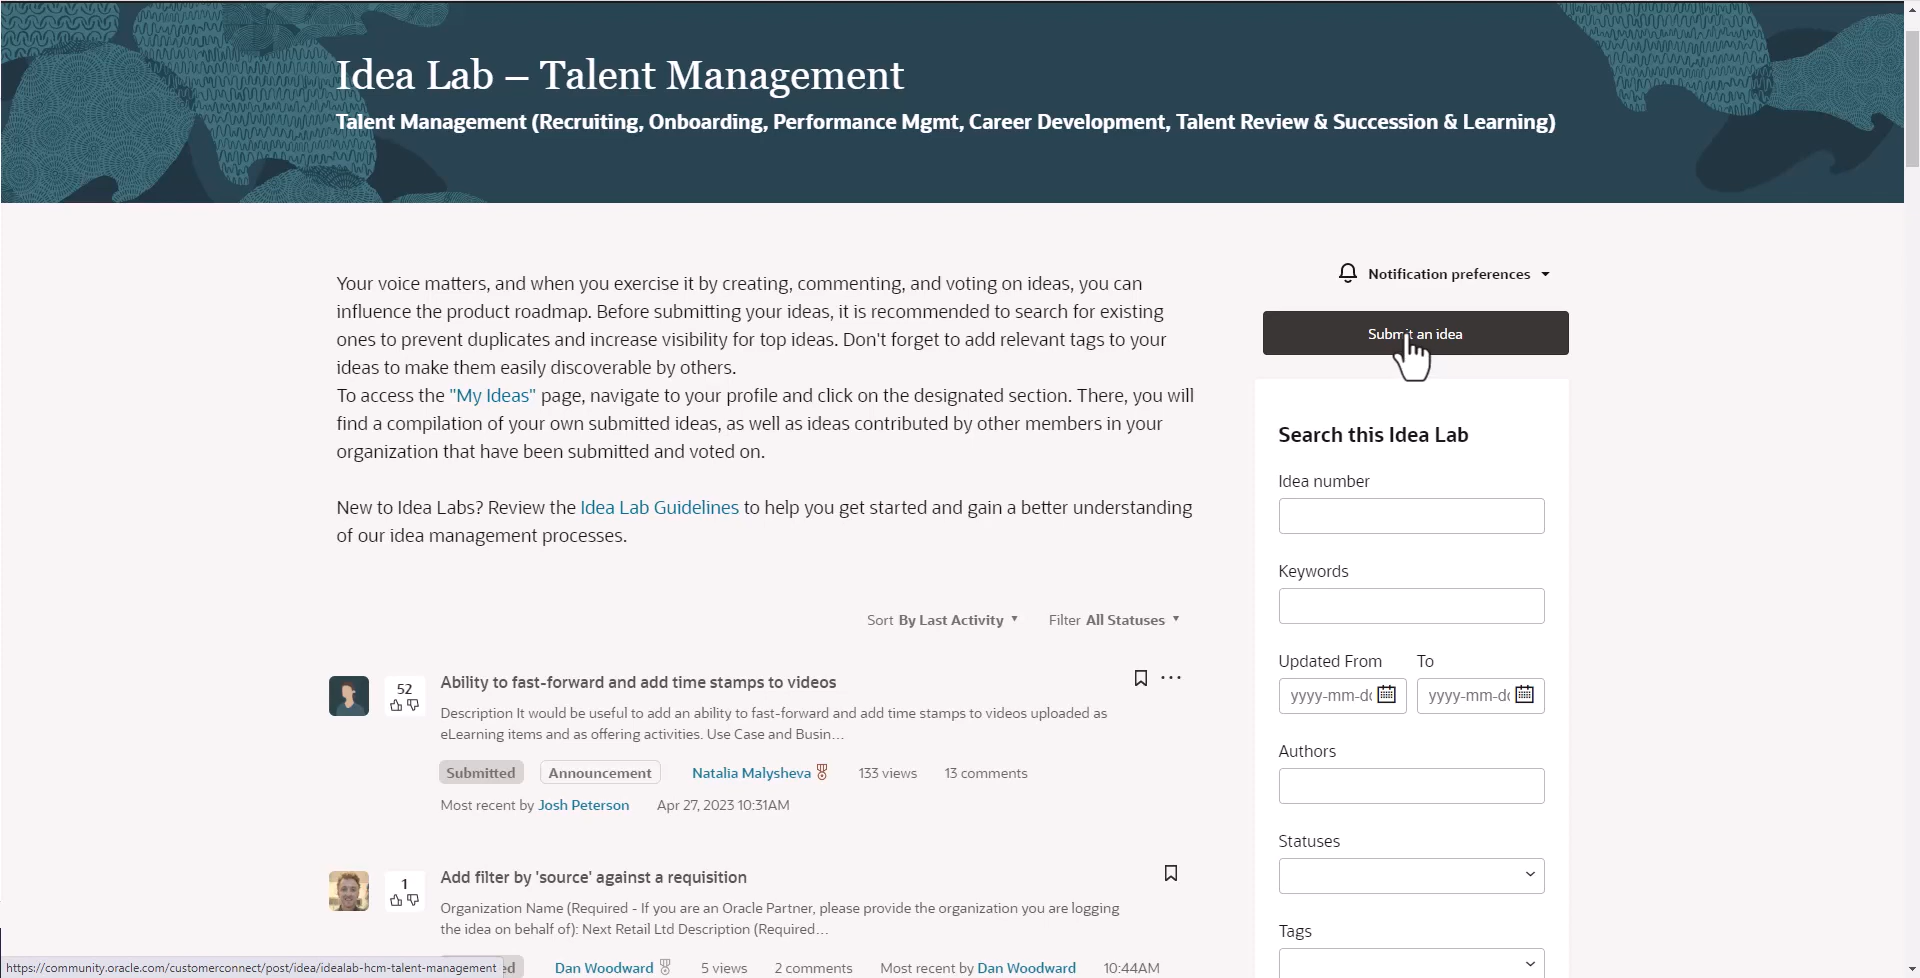 Idea Lab – Talent Management
Talent Management (Recruiting, Onboarding, Performance Mgmt, Career Development, Talent Review & Succession & Learning)
Your voice matters, and when you exercise it by creating, commenting, and voting on ideas, you can
influence the product roadmap. Before submitting your ideas, it is recommended to search for existing
ones to prevent duplicates and increase visibility for top ideas. Don't forget to add relevant tags to your
ideas to make them easily discoverable by others.
To access the "My Ideas" page, navigate to your profile and click on the designated section. There, you will
find a compilation of your own submitted ideas, as well as ideas contributed by other members in your
organization that have been submitted and voted on.
New to Idea Labs? Review the Idea Lab Guidelines to help you get started and gain a better understanding
of our idea management processes.
Sort By Last Activity
Filter All Statuses
52
Ability to fast-forward and add time stamps to videos
Description It would be useful to add an ability to fast-forward and add time stamps to videos uploaded as
eLearning items and as offering activities. Use Case and Busin...
Submitted Announcement Natalia Malysheva 133 views 13 comments
Most recent by Josh Peterson Apr 27, 2023 10:31AM
1
Add filter by 'source' against a requisition
Organization Name (Required - If you are an Oracle Partner, please provide the organization you are logging
the idea on behalf of): Next Retail Ltd Description (Required...
Dan Woodward 5 views 2 comments Most recent by Dan Woodward 10:44AM
Notification preferences
Submit an idea
Search this Idea Lab
Idea number
Keywords
Updated From To
yyyy-mm-dd yyyy-mm-dd
Authors
Statuses
Tags
https://community.oracle.com/customerconnect/post/idea/idealab-hcm-talent-management